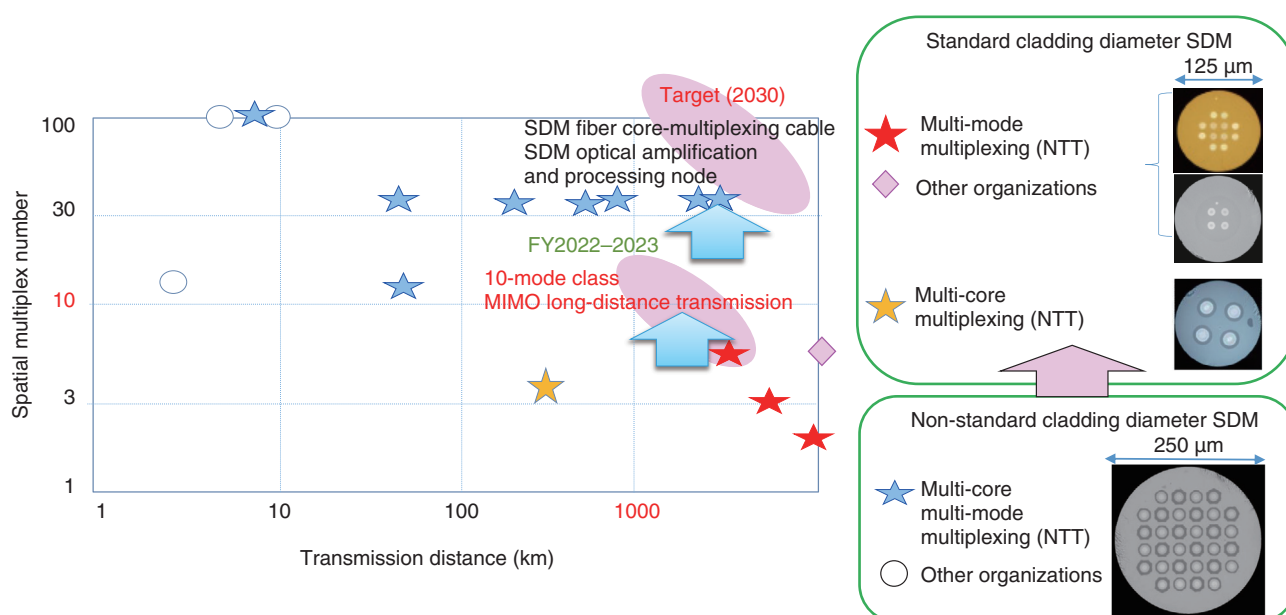 Target (2030)
SDM fiber core-multiplexing cable
SDM optical amplification
and processing node
FY2022–2023
10-mode class
MIMO long-distance transmission
Spatial multiplex number
100
30
10
3
1
1
10
100
1000
Transmission distance (km)
Standard cladding diameter SDM
125 μm
Multi-mode
multiplexing (NTT)
Other organizations
Multi-core
multiplexing (NTT)
Non-standard cladding diameter SDM
250 μm
Multi-core
multi-mode
multiplexing (NTT)
Other organizations